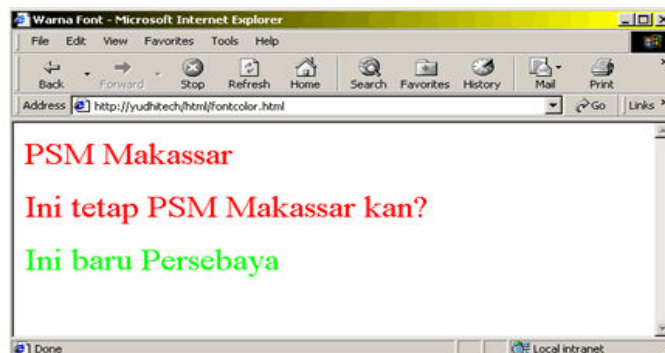 Warna Font - Microsoft Internet Explorer
File Edit View Favorites Tools Help
Back Forward Stop Refresh Home Search Favorites History Mail Print
Address http://yudhitech/html/fontcolor.html Go Links
PSM Makassar
Ini tetap PSM Makassar kan?
Ini baru Persebaya
Done Local intranet